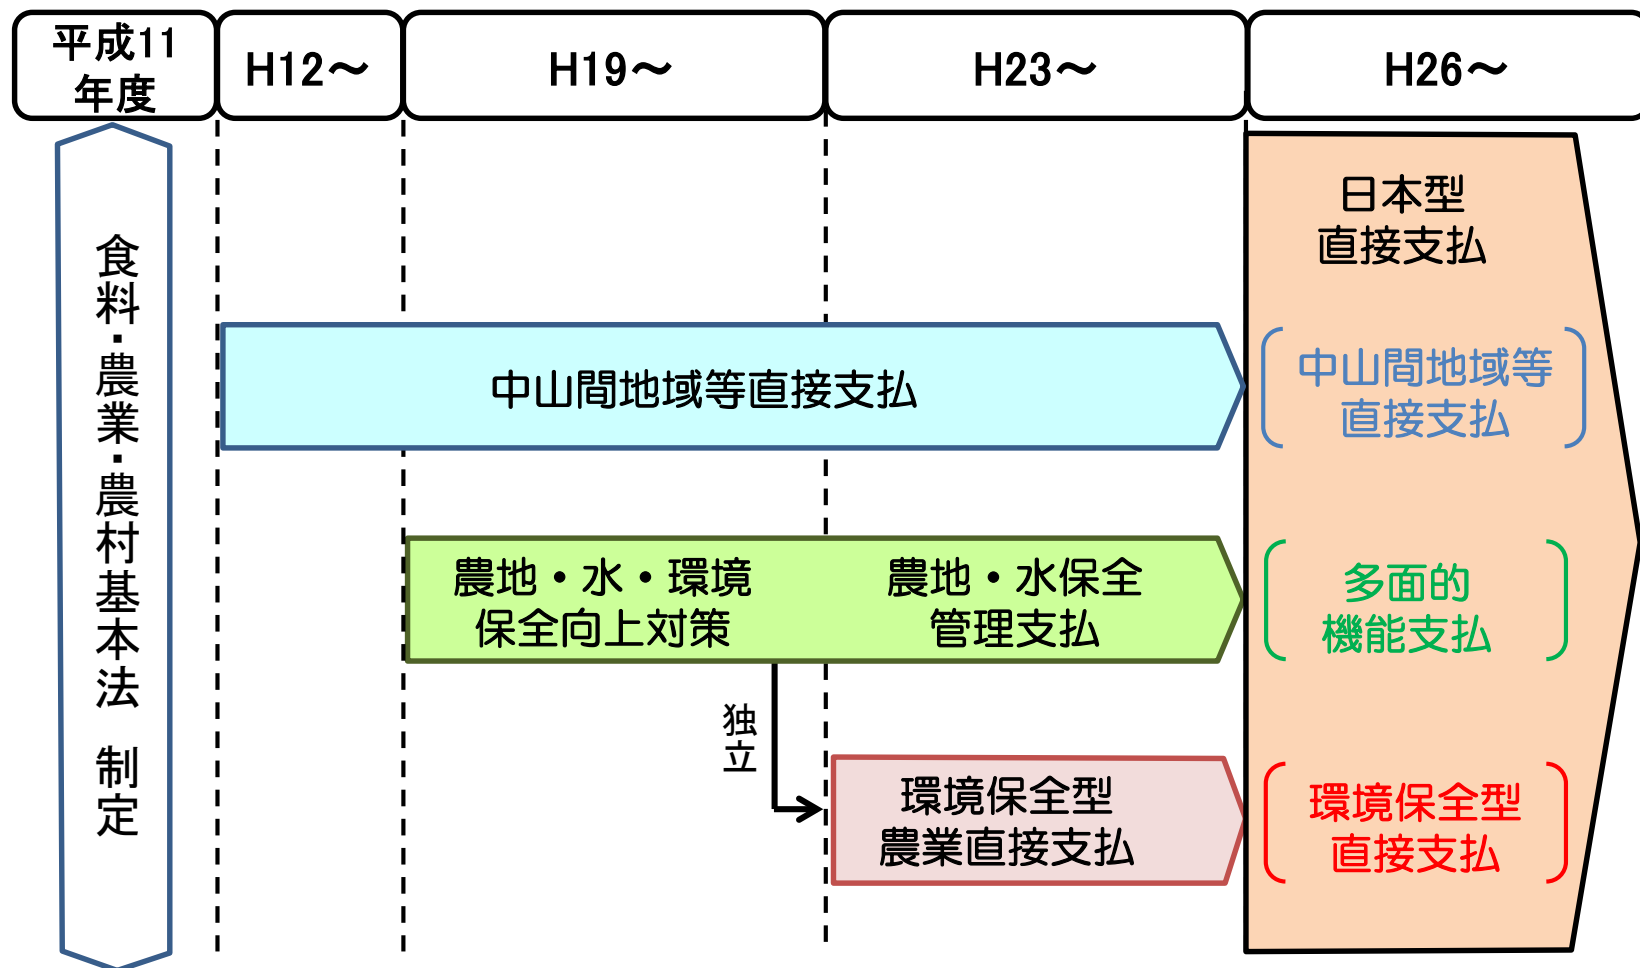 平成11
年度
H12～
H19～
H23～
H26～
食料・農業・農村基本法　制定
日本型
直接支払
中山間地域等直接支払
中山間地域等
直接支払
農地・水・環境
保全向上対策
農地・水保全
管理支払
多面的
機能支払
独立
環境保全型
農業直接支払
環境保全型
直接支払